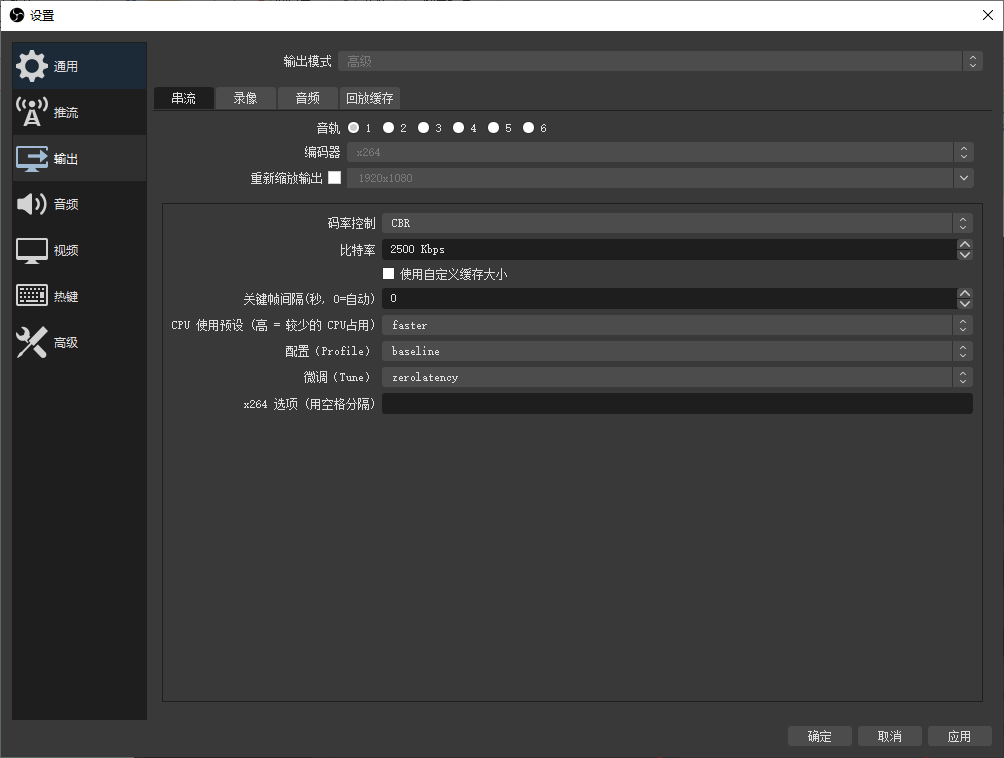 设置
通用
推流
输出
音频
视频
热键
高级
输出模式 高级
串流 录像 音频 回放缓存
音轨 1 2 3 4 5 6
编码器 x264
重新缩放输出 1920x1080
码率控制 CBR
比特率 2500 Kbps
使用自定义缓存大小
关键帧间隔(秒, 0=自动) 0
CPU 使用预设 (高 = 较少的 CPU占用) faster
配置 (Profile) baseline
微调 (Tune) zerolatency
x264 选项 (用空格分隔)
确定 取消 应用